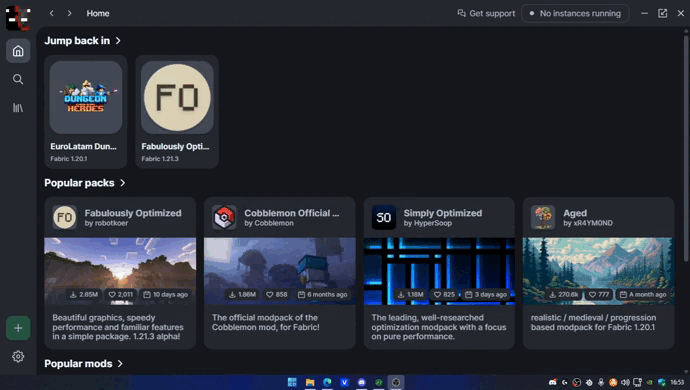 Home
Get support
No instances running
Jump back in
DUNGEON
HEROES
FO
EuroLatam Dun...
Fabric 1.20.1
Fabulously Opti...
Fabric 1.21.3
Popular packs
FO
Fabulously Optimized
by robotkoer
2.65M
2,011
10 days ago
Beautiful graphics, speedy
performance and familiar features
in a simple package. 1.21.3 alpha!
Cobblemon Official ...
by Cobblemon
1.86M
858
6 months ago
The official modpack of the
Cobblemon mod, for Fabric!
SO
Simply Optimized
by HyperSoop
1.18M
825
3 days ago
The leading, well-researched
optimization modpack with a focus
on pure performance.
Aged
by xR4YM0ND
270.6k
777
A month ago
realistic / medieval / progression
based modpack for Fabric 1.20.1
Popular mods
16:53